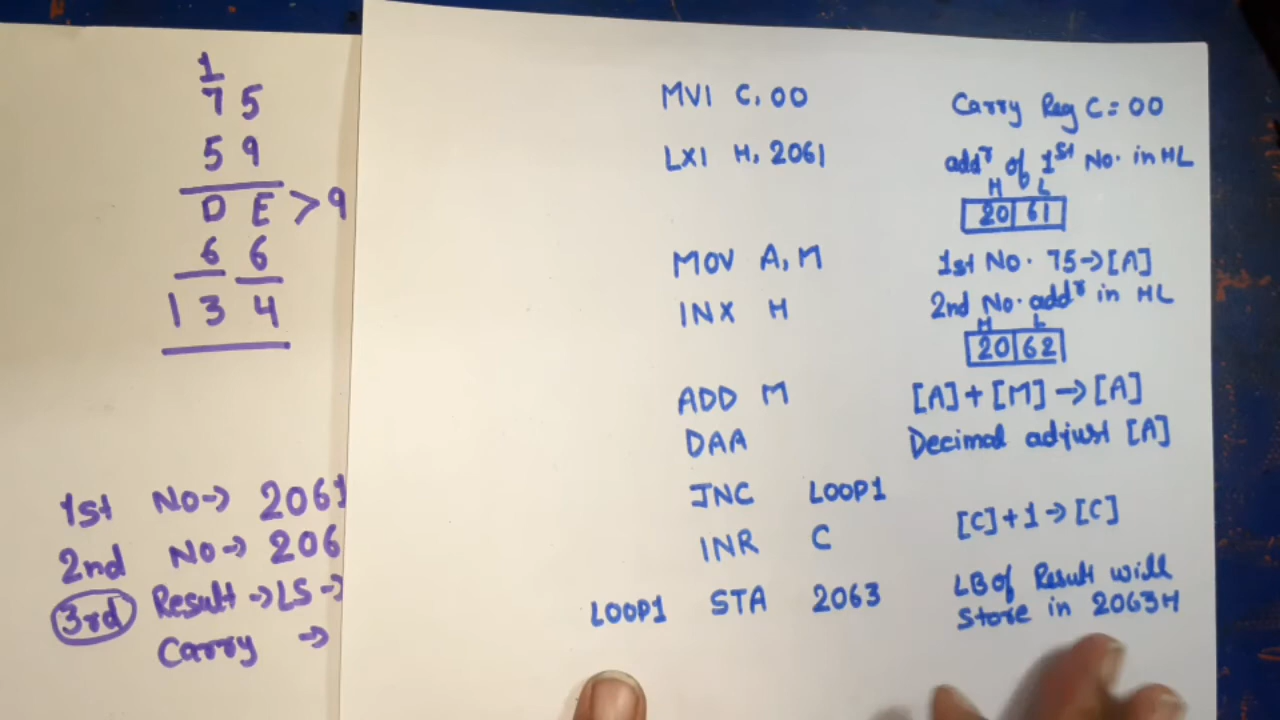 1
7 5
5 9
D E > 9
6 6
1 3 4
1st No → 2061
2nd No → 206
3rd Result → LS →
Carry →
MVI C, 00 Carry Reg C = 00
LXI H, 2061 addr of 1st No. in HL
H L
20 61
MOV A, M 1st No. 75 → [A]
INX H 2nd No. addr in HL
H L
20 62
ADD M [A] + [M] → [A]
DAA Decimal adjust [A]
JNC LOOP1
INR C [C] + 1 → [C]
LOOP1 STA 2063 LB of Result will
store in 2063H